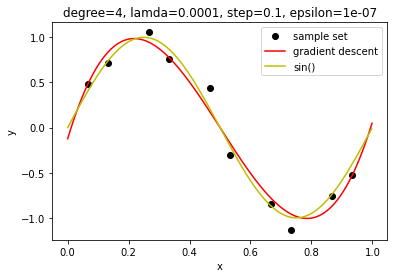 degree=4, lamda=0.0001, step=0.1, epsilon=1e-07
sample set
gradient descent
sin()
y
1.0
0.5
0.0
−0.5
−1.0
0.0 0.2 0.4 0.6 0.8 1.0
x